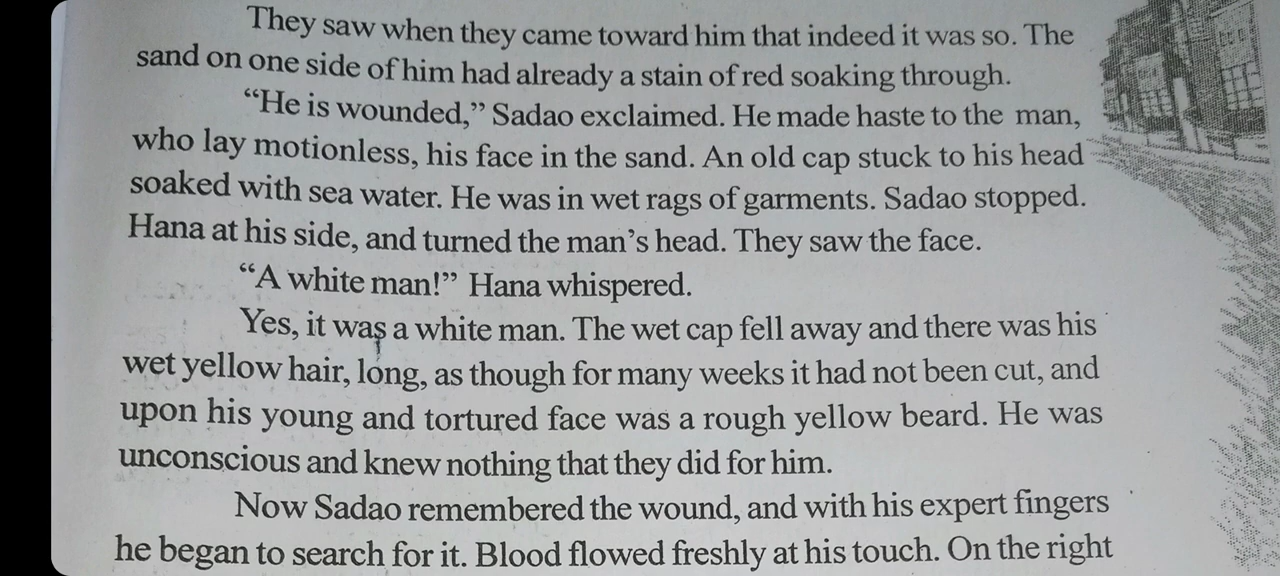 They saw when they came toward him that indeed it was so. The
sand on one side of him had already a stain of red soaking through.
“He is wounded,” Sadao exclaimed. He made haste to the man,
who lay motionless, his face in the sand. An old cap stuck to his head
soaked with sea water. He was in wet rags of garments. Sadao stopped.
Hana at his side, and turned the man’s head. They saw the face.
“A white man!” Hana whispered.
Yes, it was a white man. The wet cap fell away and there was his
wet yellow hair, long, as though for many weeks it had not been cut, and
upon his young and tortured face was a rough yellow beard. He was
unconscious and knew nothing that they did for him.
Now Sadao remembered the wound, and with his expert fingers
he began to search for it. Blood flowed freshly at his touch. On the right